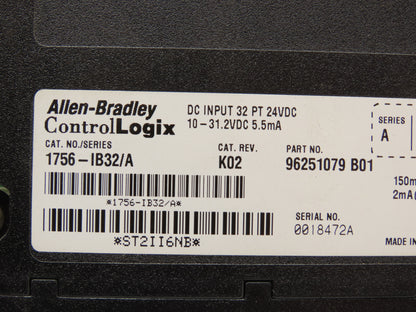 Allen-Bradley
ControlLogix
DC INPUT 32 PT 24VDC
10-31.2VDC 5.5mA
SERIES
A
CAT. NO./SERIES
1756-IB32/A
CAT. REV.
K02
PART NO.
96251079 B01
*1756-IB32/A*
150m
2mA(
SERIAL NO.
0018472A
*ST2II6NB*
MADE IN